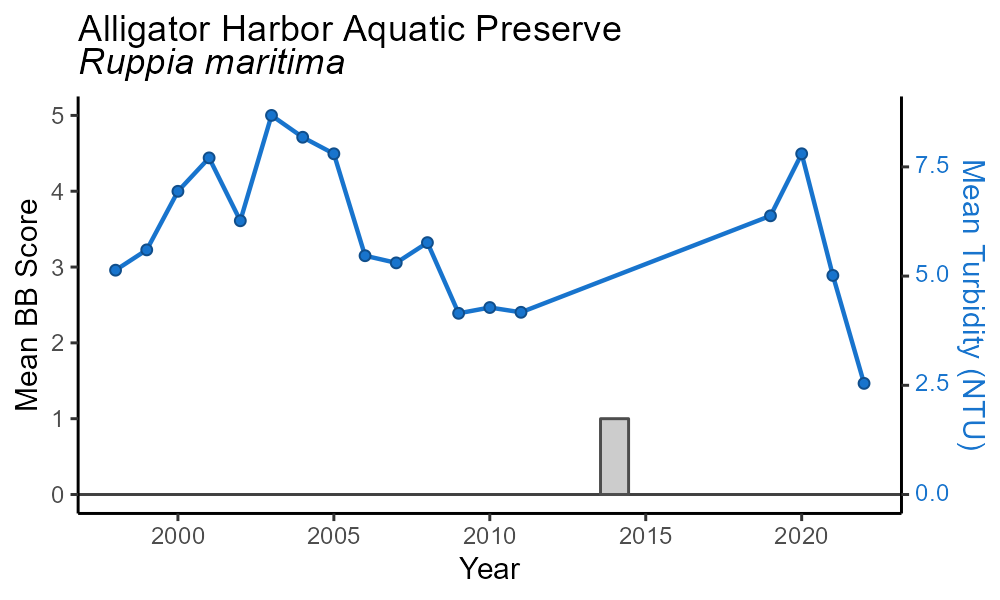 Alligator Harbor Aquatic Preserve
Ruppia maritima
Mean BB Score
5
4
3
2
1
0
7.5
5.0
2.5
0.0
Mean Turbidity (NTU)
2000 2005 2010 2015 2020
Year